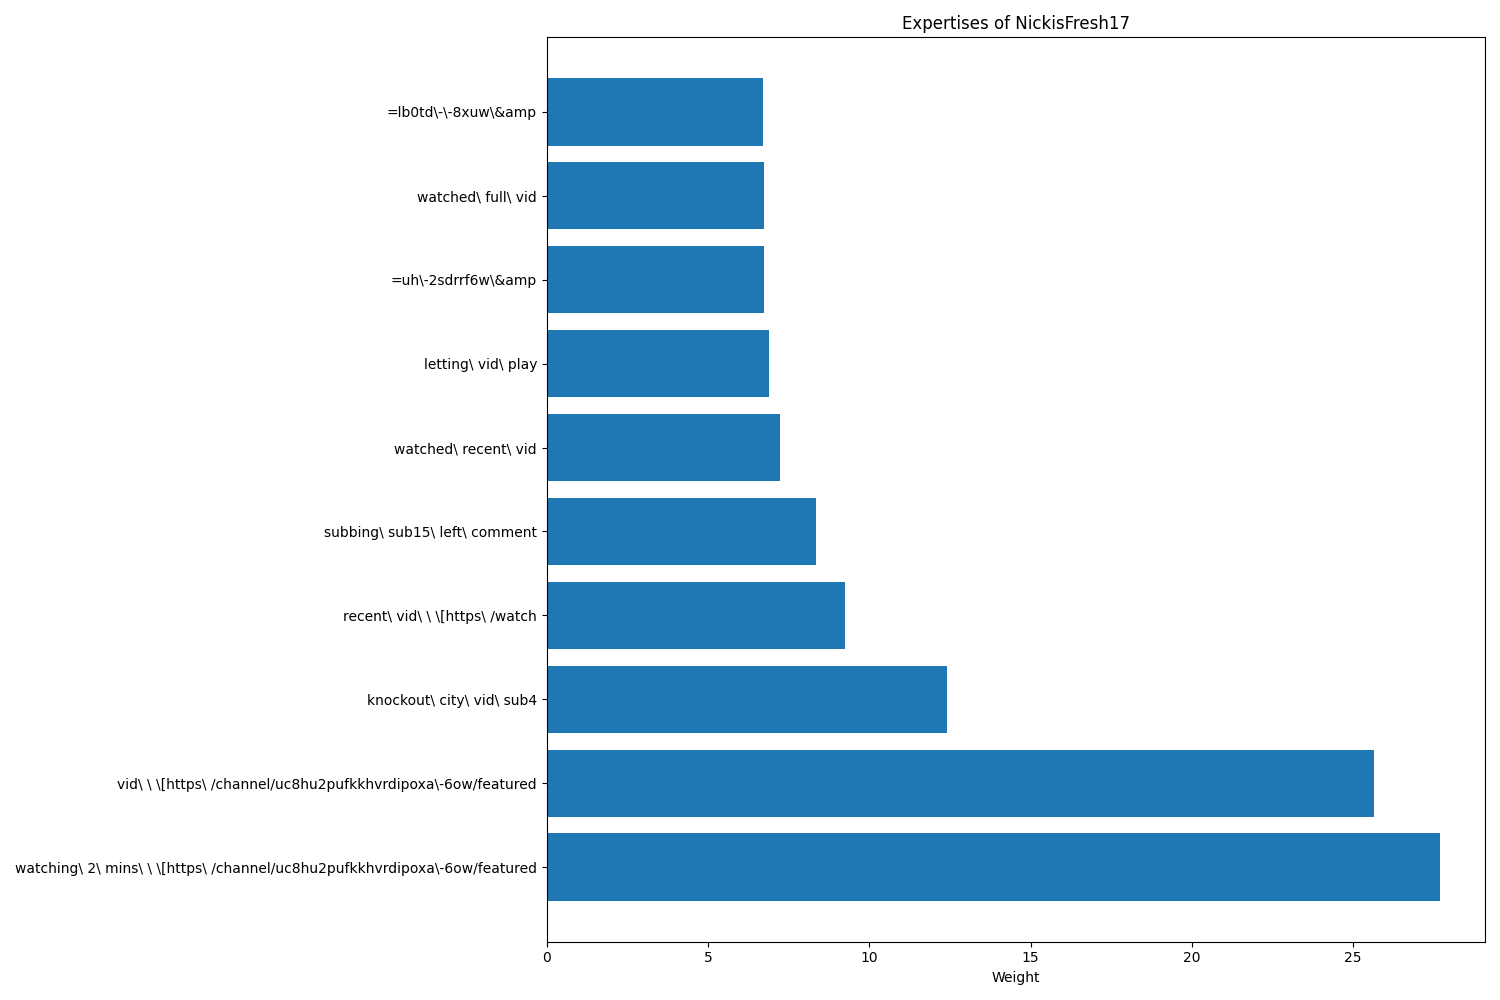 Expertises of NickisFresh17
=lb0td\-\-8xuw\&amp
watched\ full\ vid
=uh\-2sdrrf6w\&amp
letting\ vid\ play
watched\ recent\ vid
subbing\ sub15\ left\ comment
recent\ vid\ \ \[https\ /watch
knockout\ city\ vid\ sub4
vid\ \ \[https\ /channel/uc8hu2pufkkhvrdipoxa\-6ow/featured
watching\ 2\ mins\ \ \[https\ /channel/uc8hu2pufkkhvrdipoxa\-6ow/featured
0 5 10 15 20 25
Weight